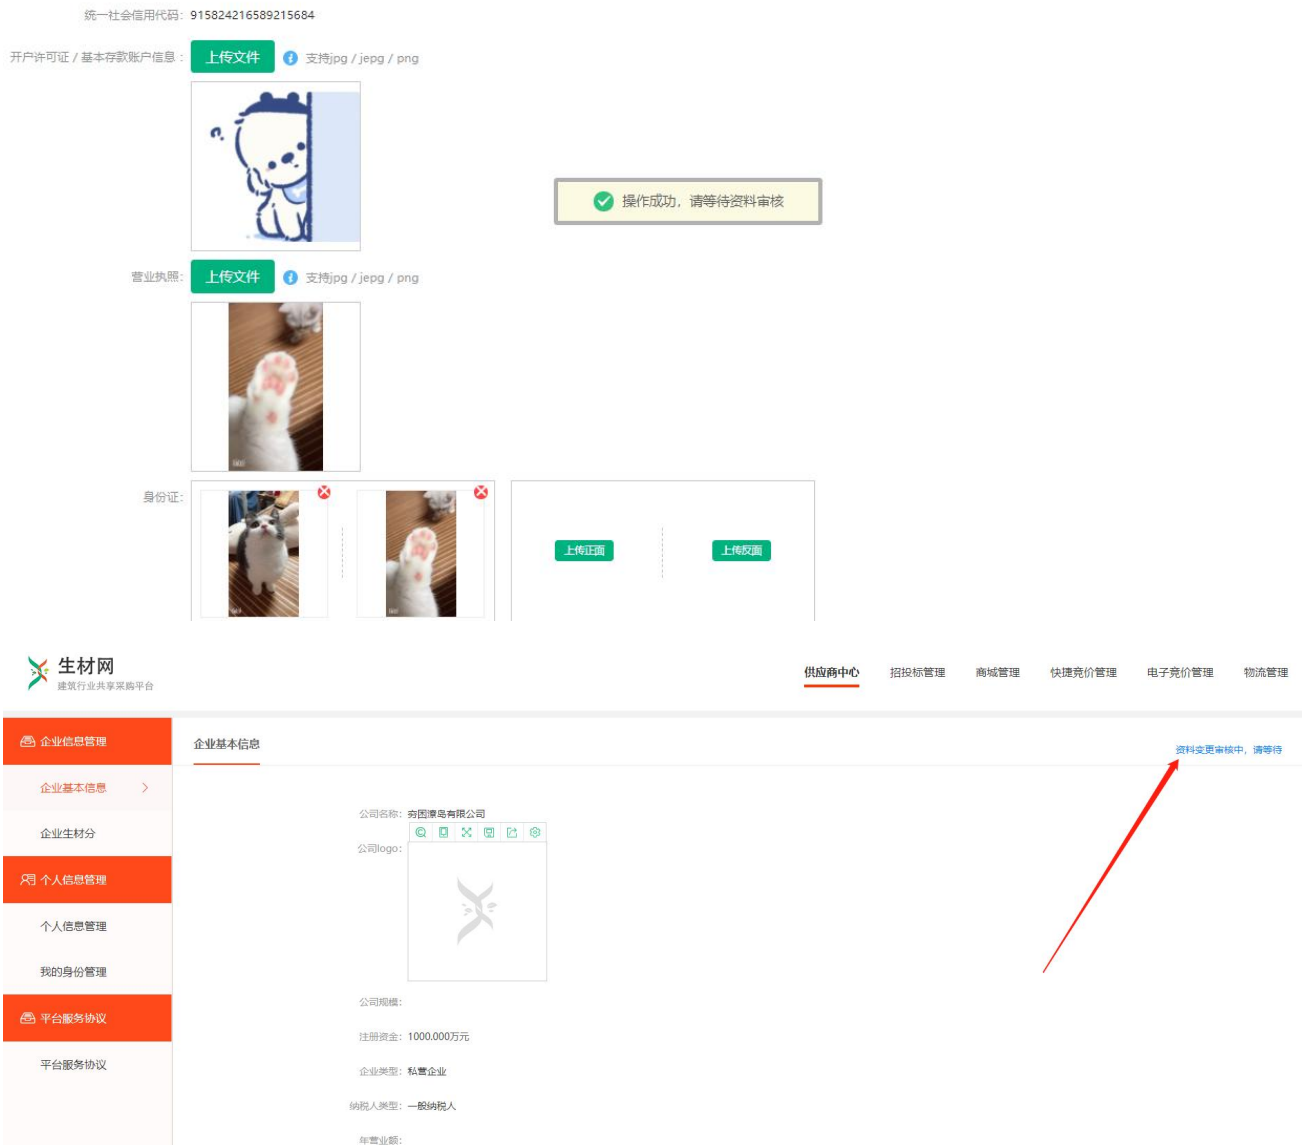 统一社会信用代码: 915824216589215684
开户许可证 / 基本存款账户信息 : 上传文件 支持jpg / jepg / png
操作成功，请等待资料审核
营业执照: 上传文件 支持jpg / jepg / png
身份证:
上传正面 上传反面
生材网
建筑行业共享采购平台
供应商中心 招投标管理 商城管理 快捷竞价管理 电子竞价管理 物流管理
企业信息管理
企业基本信息
资料变更审核中，请等待
企业基本信息
企业生材分
个人信息管理
个人信息管理
我的身份管理
平台服务协议
平台服务协议
公司名称: 穷困潦岛有限公司
公司logo:
公司规模:
注册资金: 1000.000万元
企业类型: 私营企业
纳税人类型: 一般纳税人
年营业额: